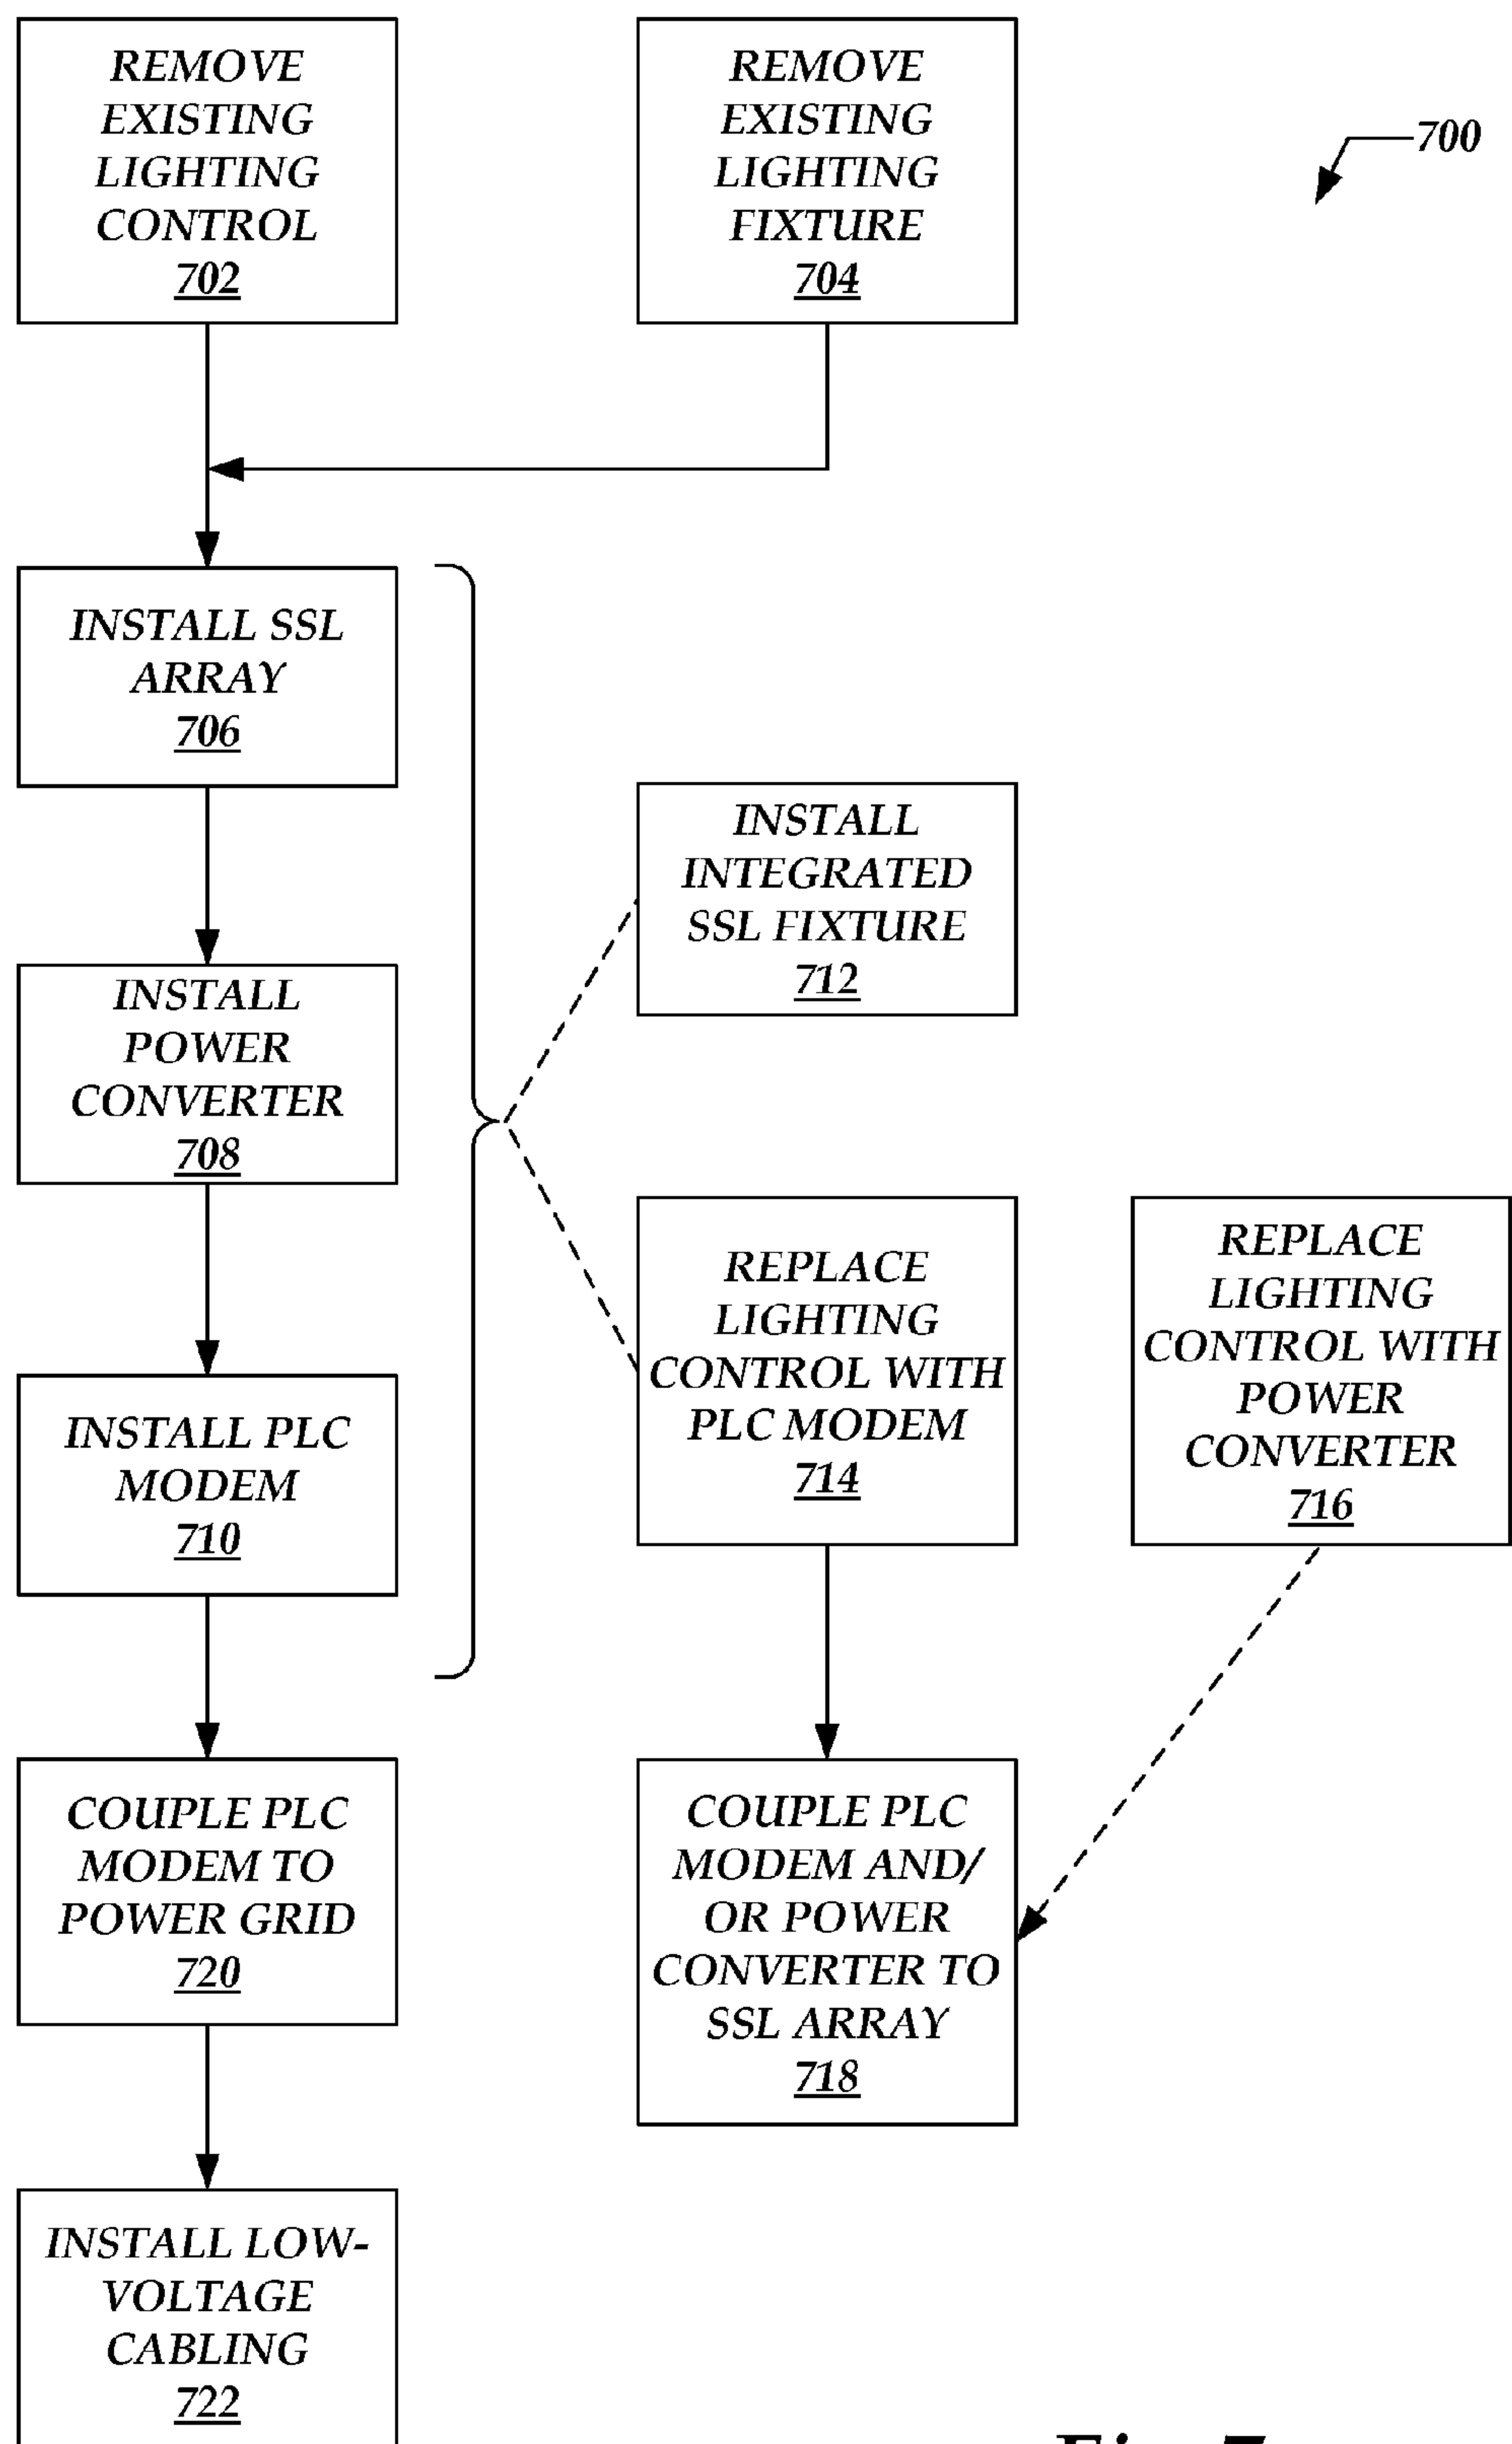 REMOVE
EXISTING
LIGHTING
CONTROL
702
REMOVE
EXISTING
LIGHTING
FIXTURE
704
700
INSTALL SSL
ARRAY
706
INSTALL
POWER
CONVERTER
708
INSTALL PLC
MODEM
710
INSTALL
INTEGRATED
SSL FIXTURE
712
REPLACE
LIGHTING
CONTROL WITH
PLC MODEM
714
REPLACE
LIGHTING
CONTROL WITH
POWER
CONVERTER
716
COUPLE PLC
MODEM TO
POWER GRID
720
COUPLE PLC
MODEM AND/
OR POWER
CONVERTER TO
SSL ARRAY
718
INSTALL LOW-
VOLTAGE
CABLING
722